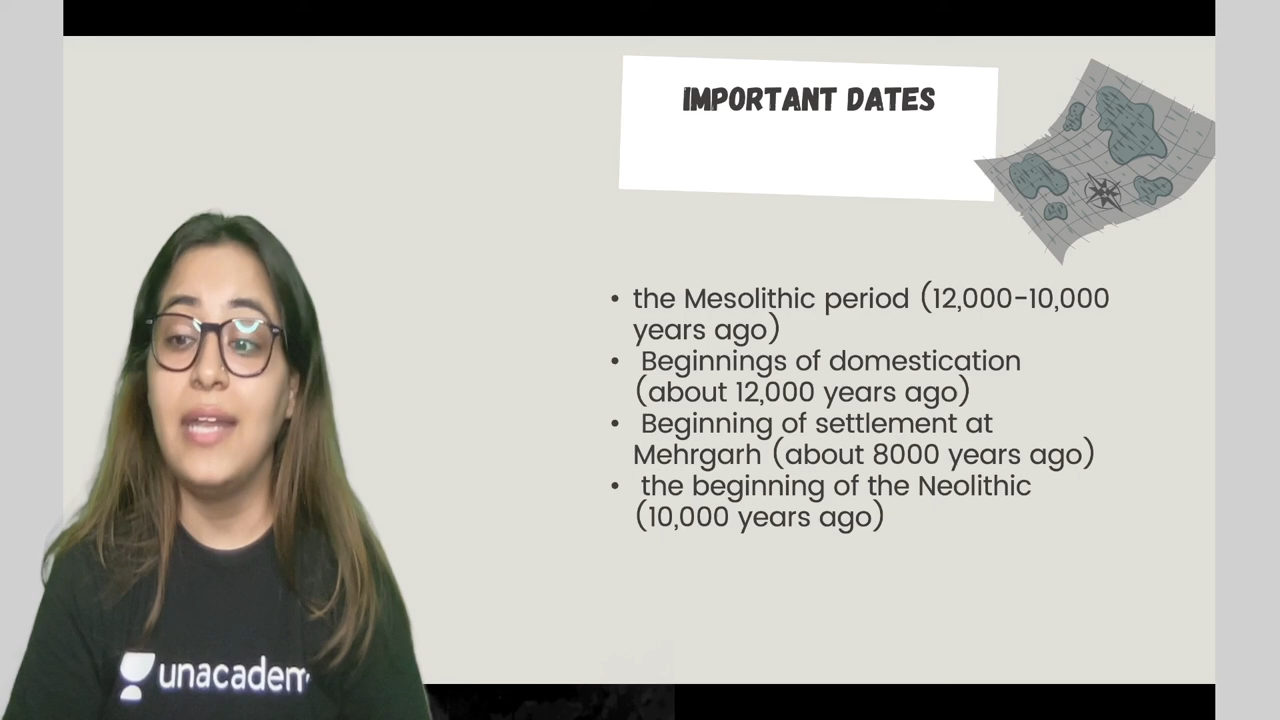 IMPORTANT DATES
• the Mesolithic period (12,000-10,000
years ago)
• Beginnings of domestication
(about 12,000 years ago)
• Beginning of settlement at
Mehrgarh (about 8000 years ago)
• the beginning of the Neolithic
(10,000 years ago)
unacadem